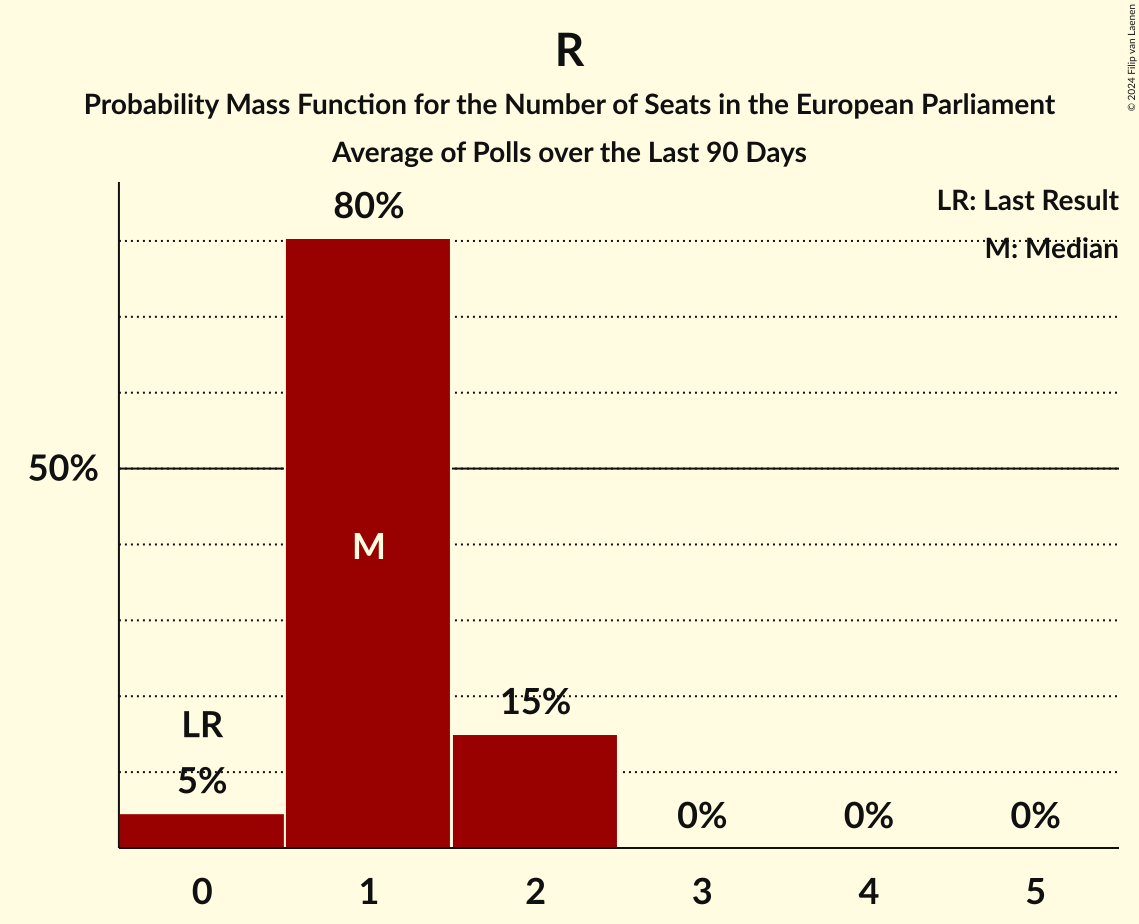 R
Probability Mass Function for the Number of Seats in the European Parliament
Average of Polls over the Last 90 Days
© 2024 Filip van Laenen
LR: Last Result
M: Median
80%
50%
M
LR
5%
15%
0%
0%
0%
0
1
2
3
4
5